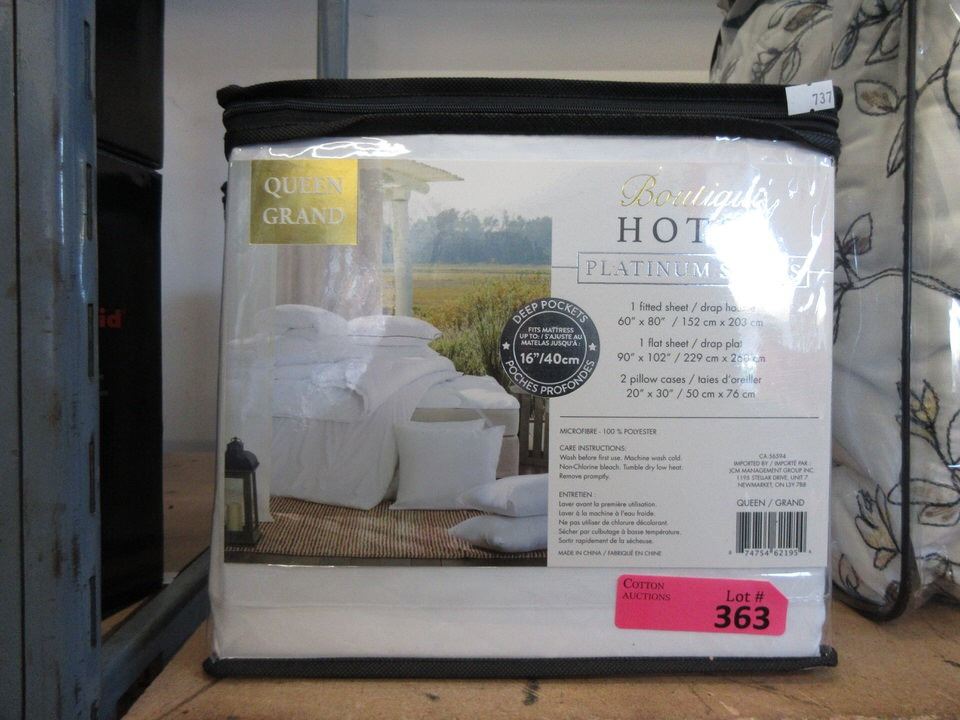 737
QUEEN
GRAND
Boutique
HOT
PLATINUM
DEEP POCKETS
FITS MATTRESS
UP TO: / S'AJUSTE AU
MATELAS JUSQU'À :
16"/40cm
POCHES PROFONDES
1 fitted sheet / drap
60" x 80" / 152 cm x 203 cm
1 flat sheet / drap plat
90" x 102" / 229 cm x 260 cm
2 pillow cases / taies d'oreiller
20" x 30" / 50 cm x 76 cm
MICROFIBRE - 100 % POLYESTER
CARE INSTRUCTIONS:
Wash before first use. Machine wash cold.
Non-Chlorine bleach. Tumble dry low heat.
Remove promptly.
ENTRETIEN :
Laver avant la première utilisation.
Laver à la machine à l'eau froide.
Ne pas utiliser de chlorure décolorant.
Sécher par culbutage à basse température.
Sortir rapidement de la sécheuse.
MADE IN CHINA / FABRIQUÉ EN CHINE
CA:56594
IMPORTED BY / IMPORTÉ PAR :
JCM MANAGEMENT GROUP INC.
1195 STELLAR DRIVE, UNIT 7
NEWMARKET, ON L3Y 7B8
QUEEN / GRAND
74754 62195
COTTON
AUCTIONS
Lot #
363